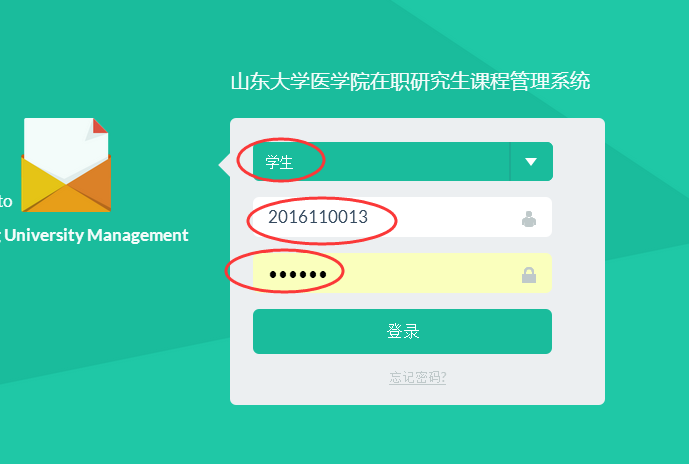 山东大学医学院在职研究生课程管理系统
学生
to
2016110013
University Management
••••••
登录
忘记密码?